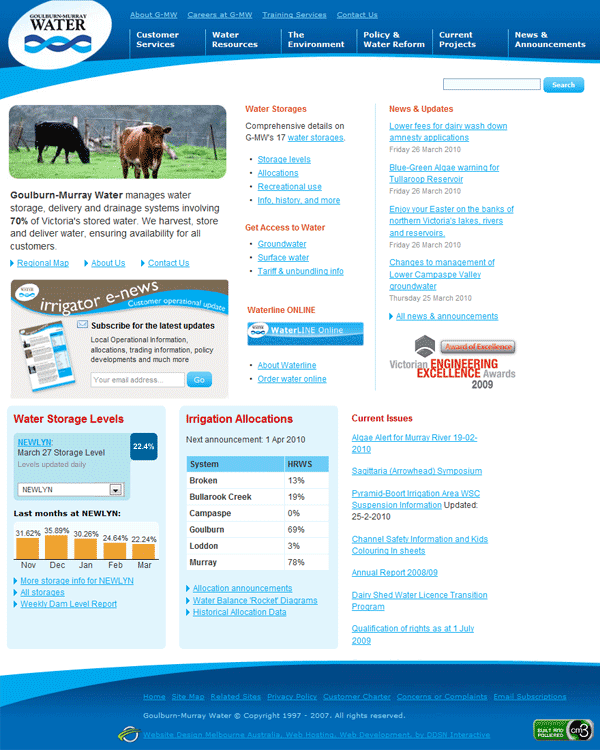 About G-MW Careers at G-MW Training Services Contact Us
GOULBURN-MURRAY
WATER
Customer Services
Water Resources
The Environment
Policy & Water Reform
Current Projects
News & Announcements
Search
Goulburn-Murray Water manages water
storage, delivery and drainage systems involving
70% of Victoria's stored water. We harvest, store
and deliver water, ensuring availability for all
customers.
Regional Map About Us Contact Us
WATER
irrigator e-news
Customer operational update
Subscribe for the latest updates
Local Operational Information,
allocations, trading information, policy
developments and much more
Your email address... Go
Water Storages
Comprehensive details on
G-MW's 17 water storages.
Storage levels
Allocations
Recreational use
Info, history, and more
Get Access to Water
Groundwater
Surface water
Tariff & unbundling info
Waterline ONLINE
WATER
WaterLINE Online
About Waterline
Order water online
News & Updates
Lower fees for dairy wash down
amnesty applications
Friday 26 March 2010
Blue-Green Algae warning for
Tullaroop Reservoir
Friday 26 March 2010
Enjoy your Easter on the banks of
northern Victoria's lakes, rivers
and reservoirs.
Friday 26 March 2010
Changes to management of
Lower Campaspe Valley
groundwater
Thursday 25 March 2010
All news & announcements
Award of Excellence
Victorian ENGINEERING
EXCELLENCE Awards
2009
Water Storage Levels
NEWLYN:
March 27 Storage Level
Levels updated daily
22.4%
NEWLYN
Last months at NEWLYN:
31.62% 35.89% 30.26% 24.64% 22.24%
Nov Dec Jan Feb Mar
More storage info for NEWLYN
All storages
Weekly Dam Level Report
Irrigation Allocations
Next announcement: 1 Apr 2010
System HRWS
Broken 13%
Bullarook Creek 19%
Campaspe 0%
Goulburn 69%
Loddon 3%
Murray 78%
Allocation announcements
Water Balance 'Rocket' Diagrams
Historical Allocation Data
Current Issues
Algae Alert for Murray River 19-02-
2010
Sagittaria (Arrowhead) Symposium
Pyramid-Boort Irrigation Area WSC
Suspension Information Updated:
25-2-2010
Channel Safety Information and Kids
Colouring In sheets
Annual Report 2008/09
Dairy Shed Water Licence Transition
Program
Qualification of rights as at 1 July
2009
Home Site Map Related Sites Privacy Policy Customer Charter Concerns or Complaints Email Subscriptions
Goulburn-Murray Water © Copyright 1997 - 2007. All rights reserved.
Website Design Melbourne Australia, Web Hosting, Web Development, by DDSN Interactive
BUILT AND
POWERED
cm3